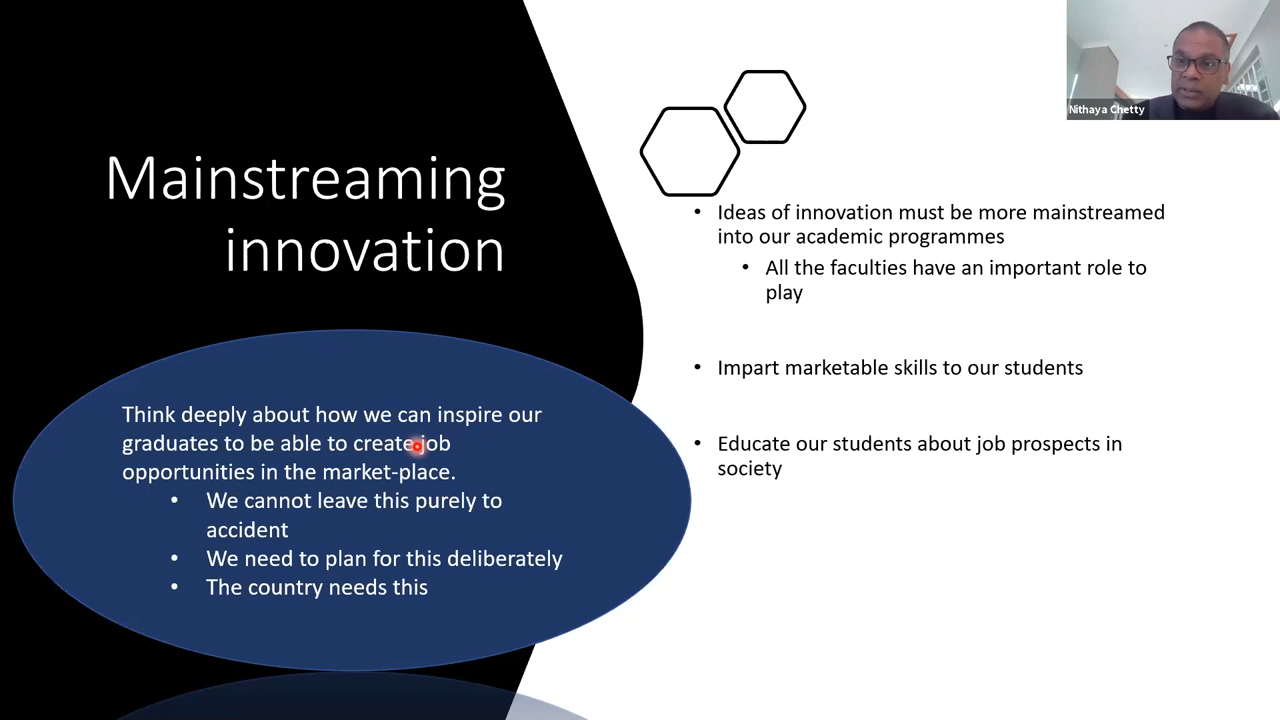 Mainstreaming
innovation
Think deeply about how we can inspire our
graduates to be able to create job
opportunities in the market-place.
• We cannot leave this purely to
accident
• We need to plan for this deliberately
• The country needs this
• Ideas of innovation must be more mainstreamed
into our academic programmes
• All the faculties have an important role to
play
• Impart marketable skills to our students
• Educate our students about job prospects in
society
Nithaya Chetty